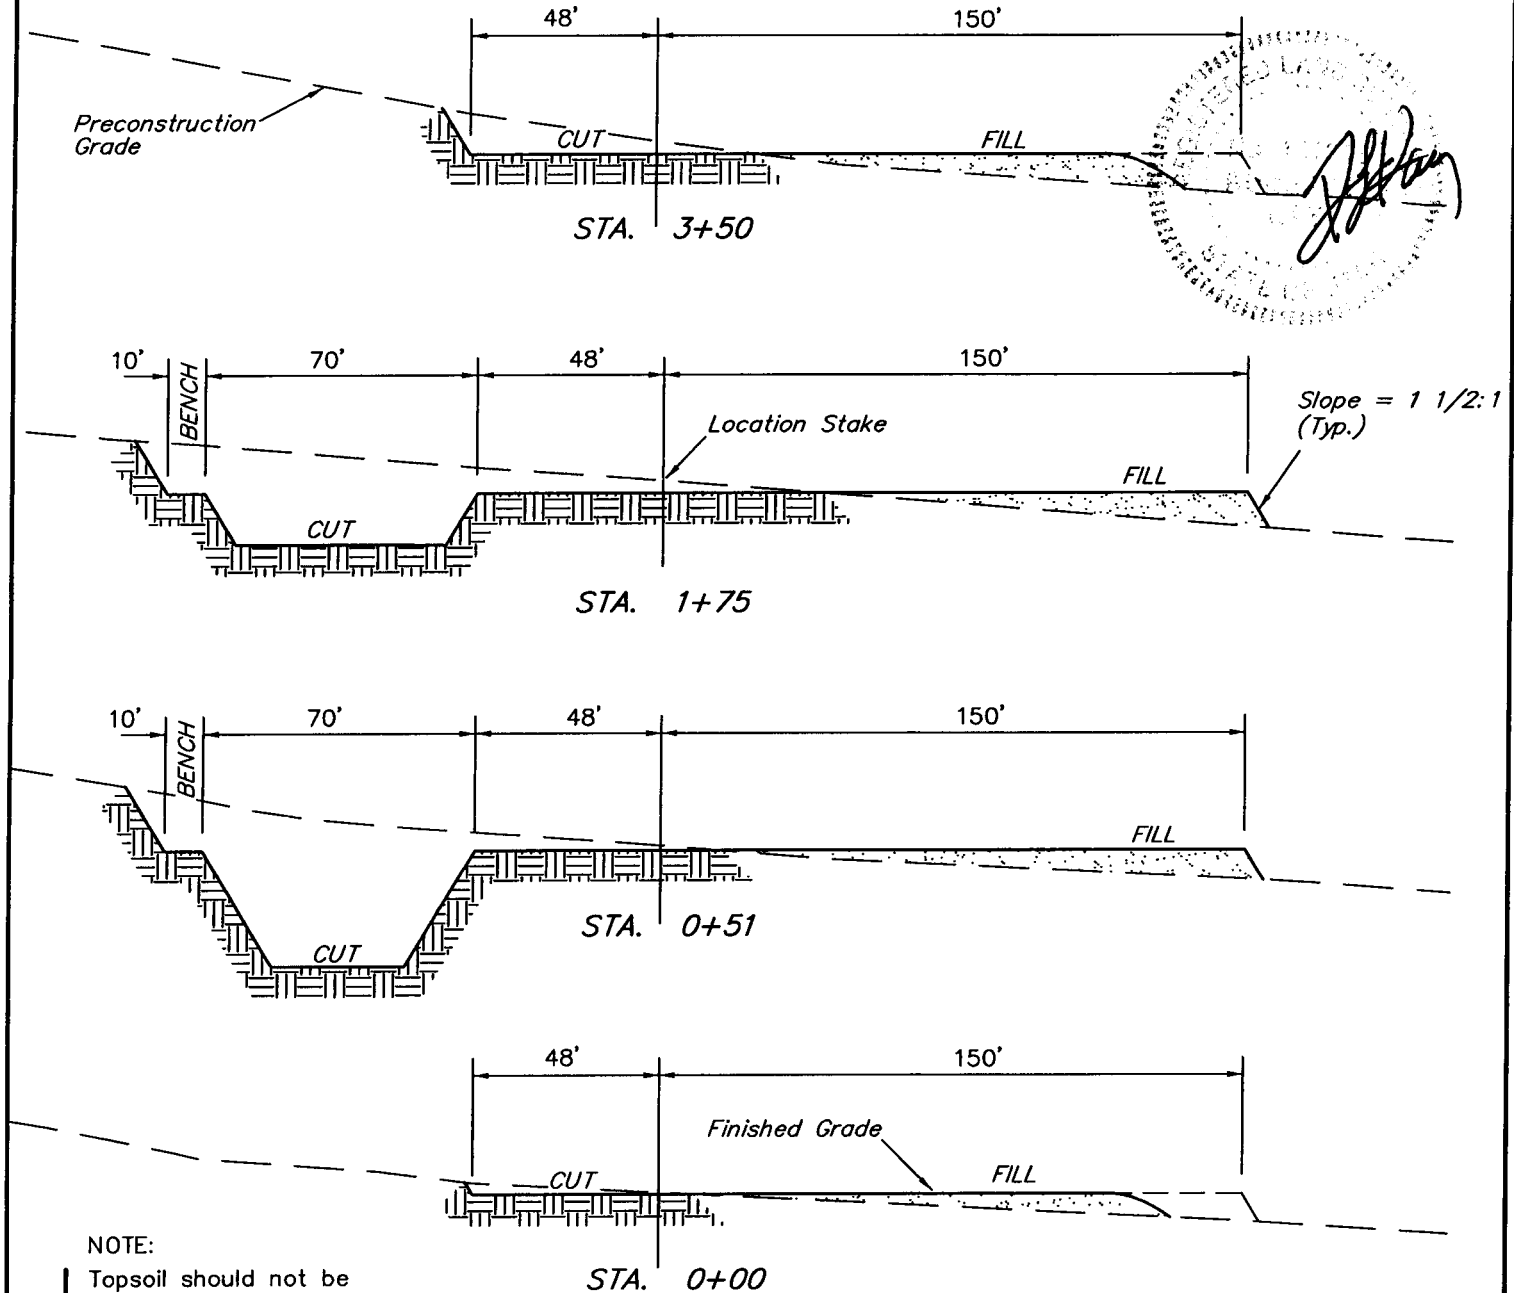 48' 150'
Preconstruction
Grade
CUT FILL
STA. 3+50
10' BENCH 70' 48' 150'
Location Stake
Slope = 1 1/2:1
(Typ.)
FILL
CUT
STA. 1+75
10' BENCH 70' 48' 150'
FILL
CUT
STA. 0+51
48' 150'
Finished Grade
CUT FILL
STA. 0+00
NOTE:
Topsoil should not be